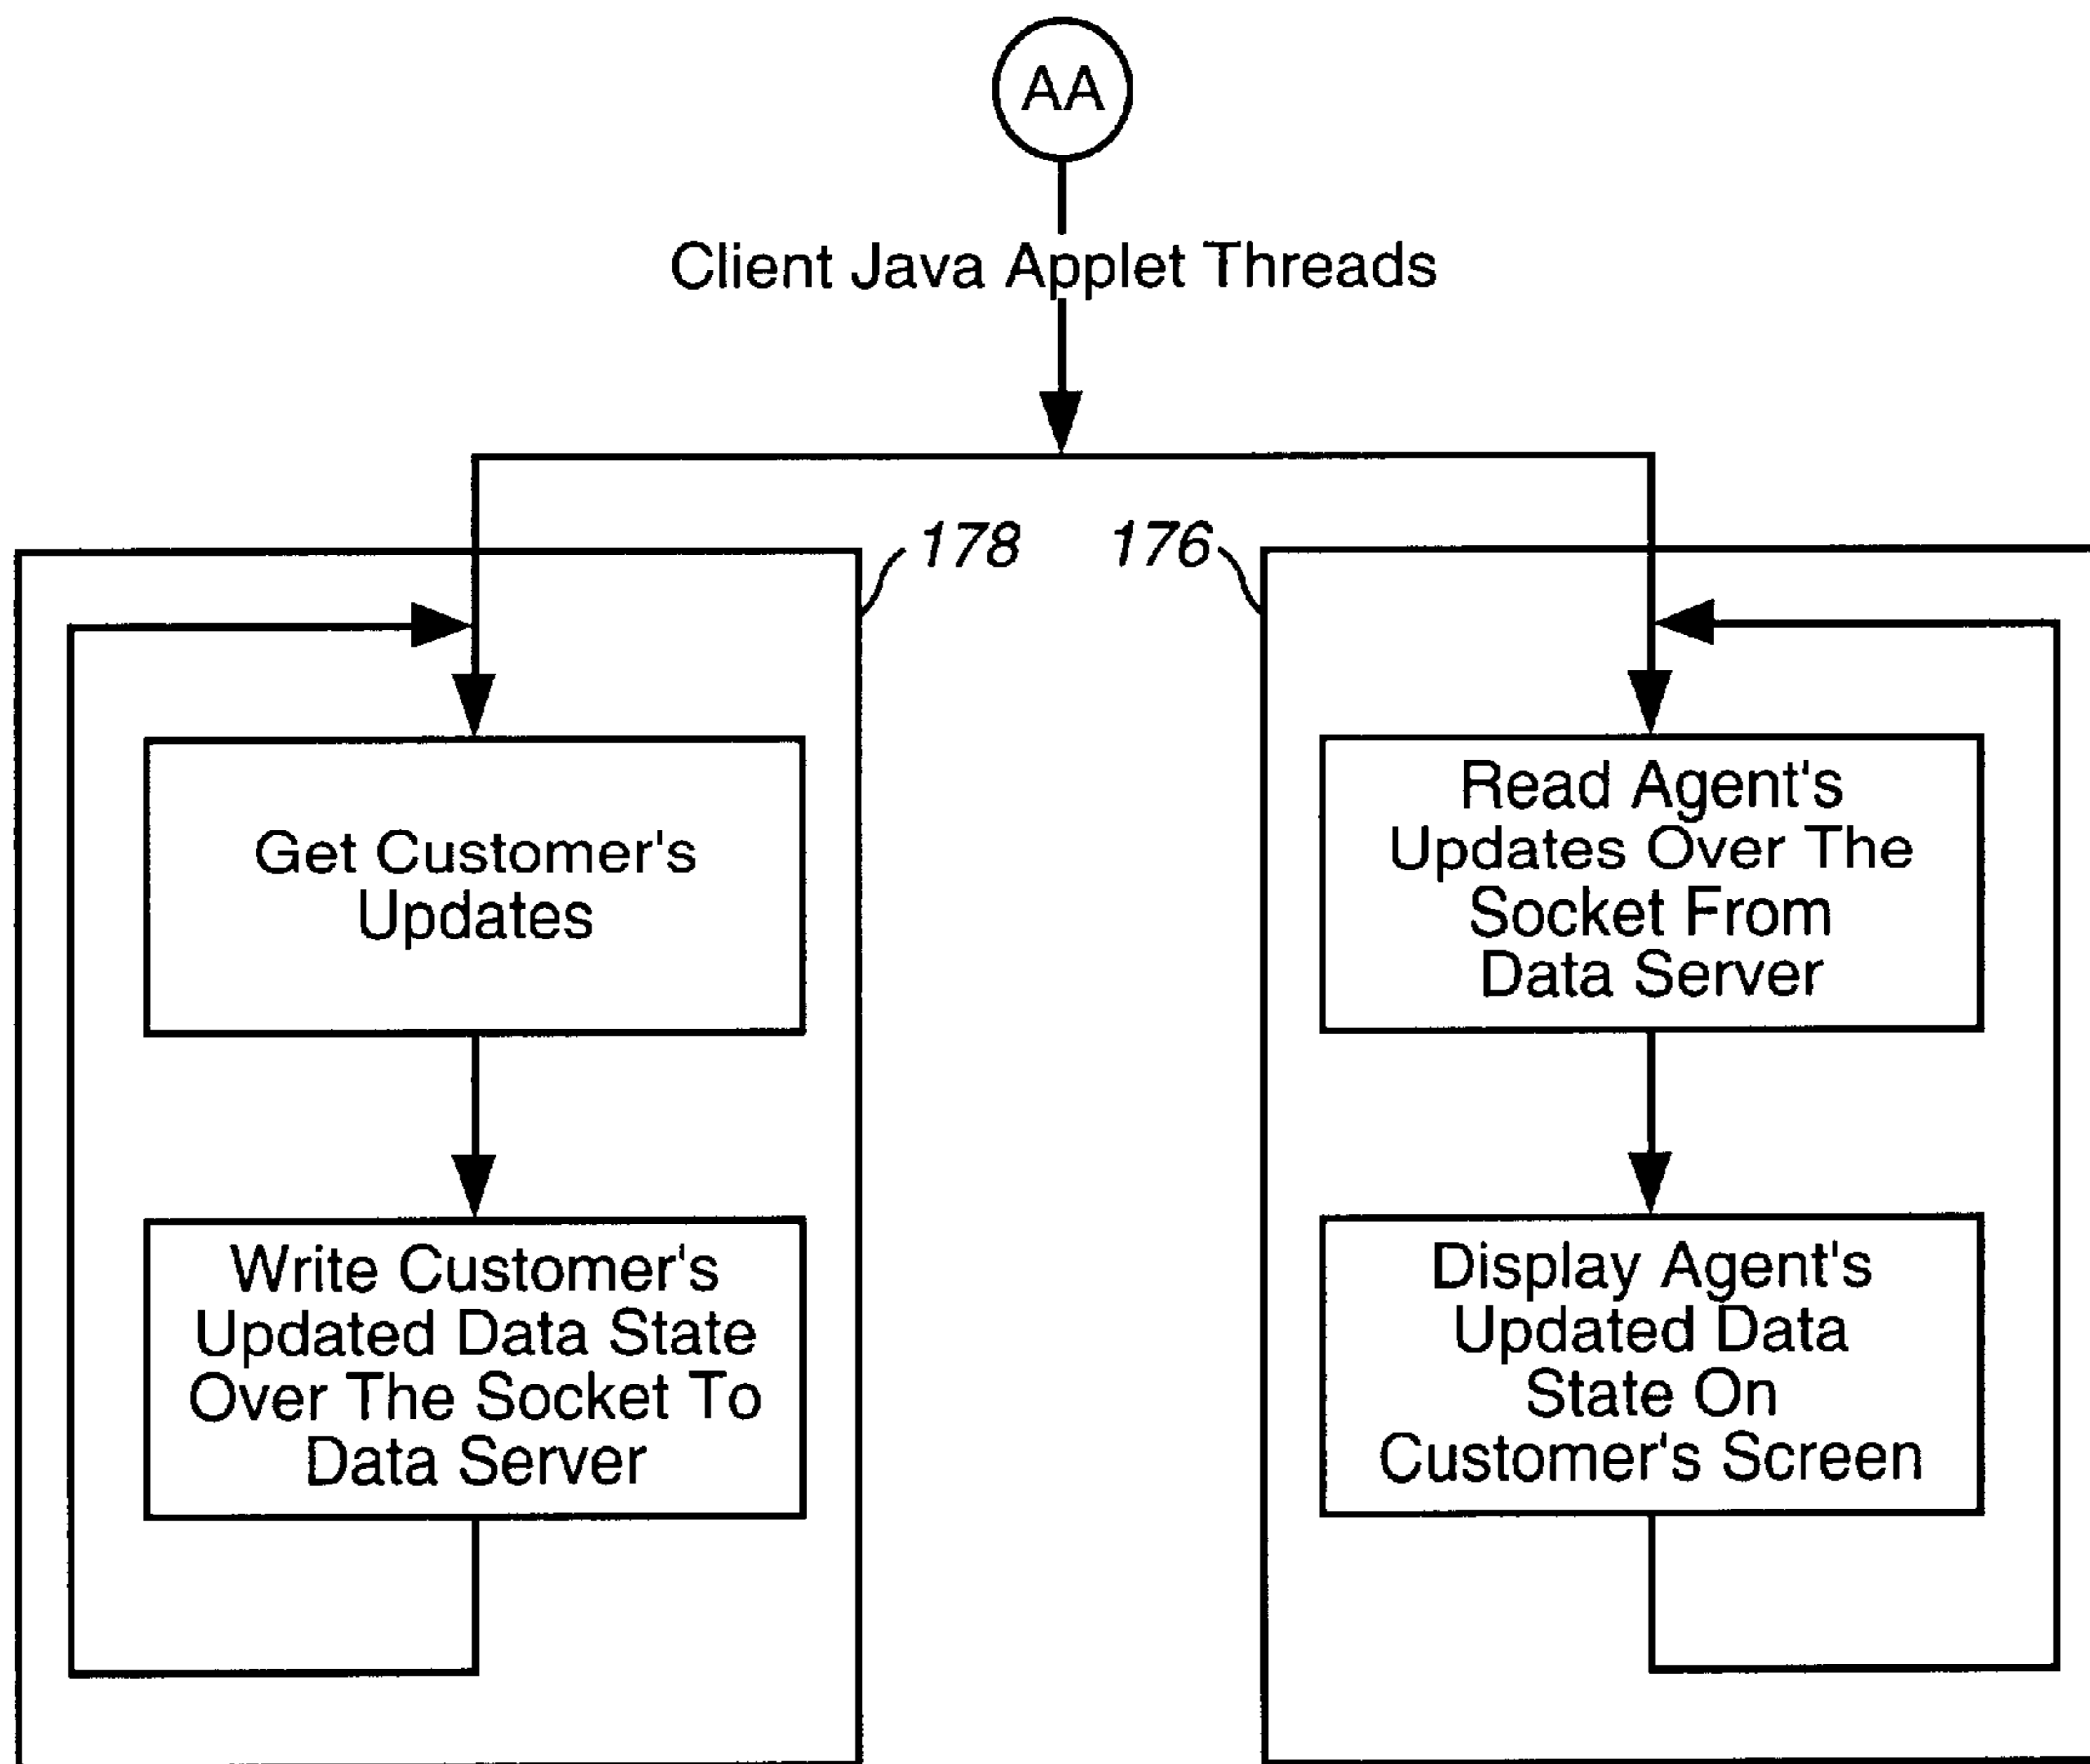 AA
Client Java Applet Threads
178
176
Get Customer's
Updates
Write Customer's
Updated Data State
Over The Socket To
Data Server
Read Agent's
Updates Over The
Socket From
Data Server
Display Agent's
Updated Data
State On
Customer's Screen